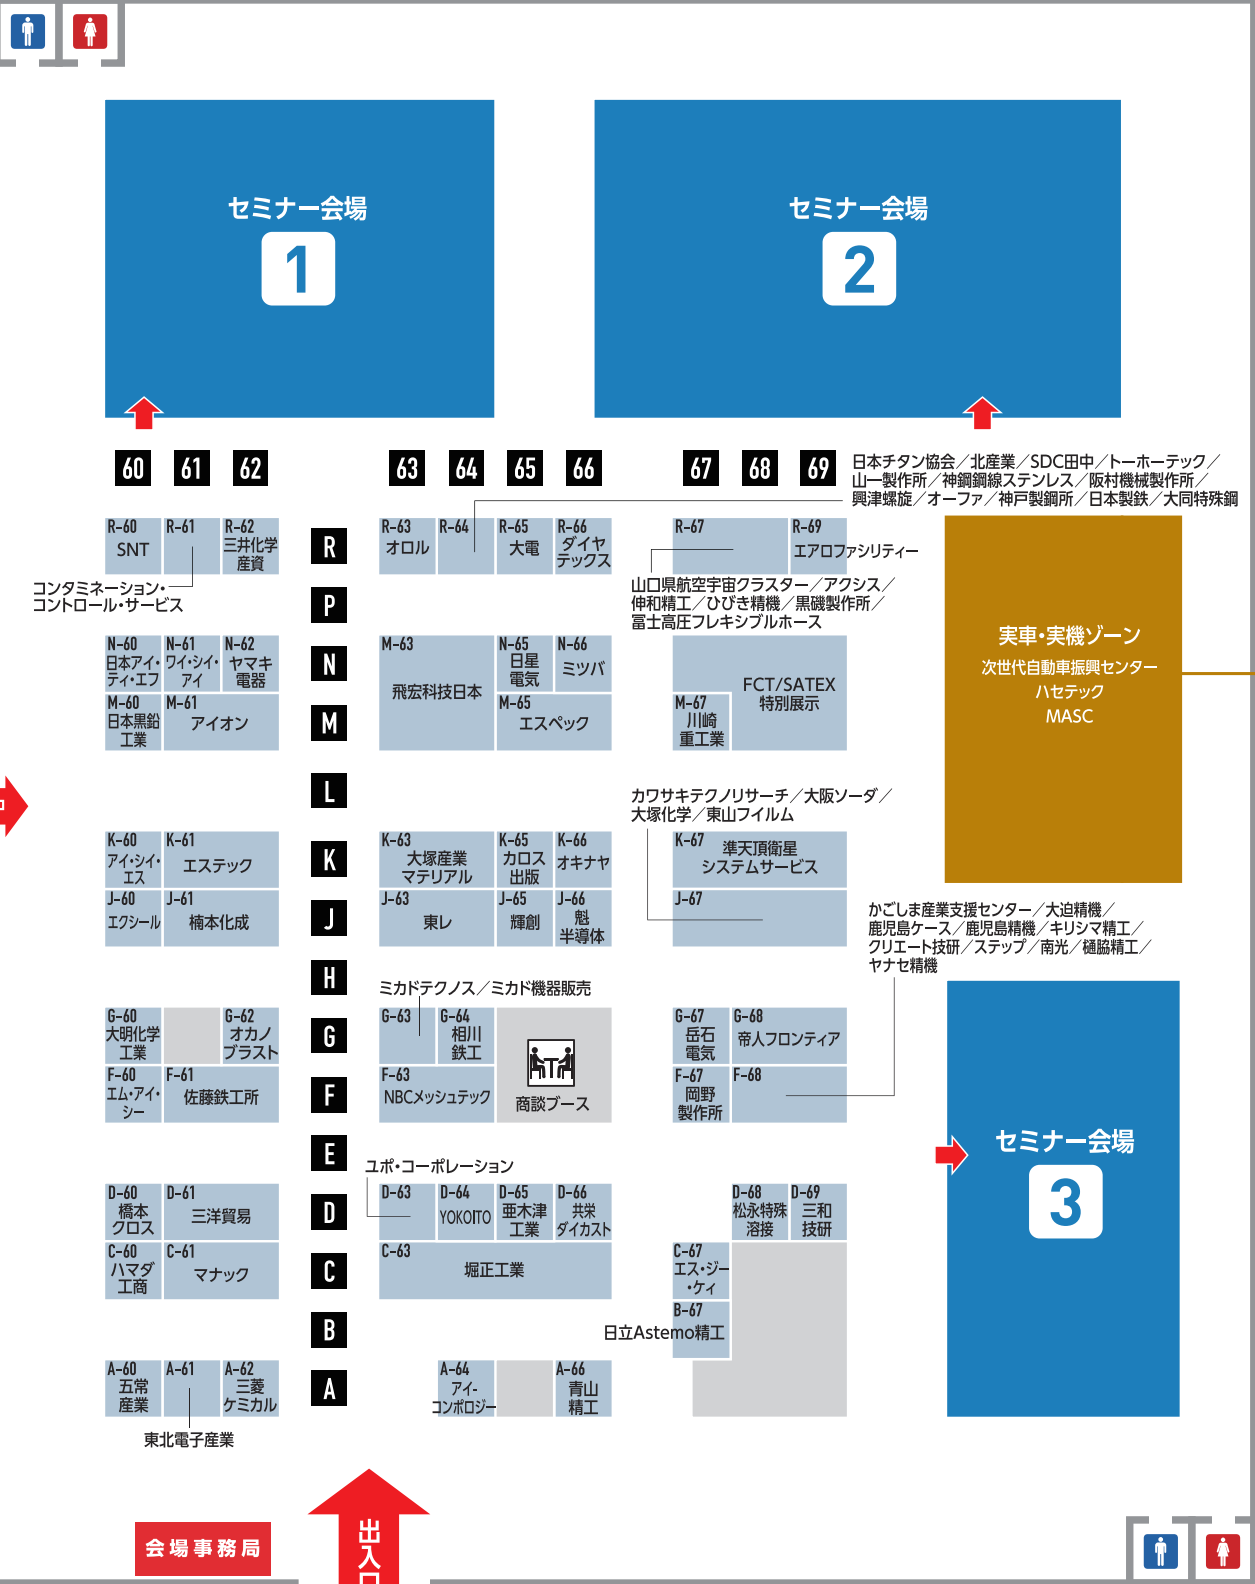 セミナー会場
1
セミナー会場
2
60
61
62
63
64
65
66
67
68
69
日本チタン協会／北産業／SDC田中／トーホーテック／
山一製作所／神鋼鋼線ステンレス／阪村機械製作所／
興津螺旋／オーファ／神戸製鋼所／日本製鉄／大同特殊鋼
R-60
SNT
R-61
R-62
三井化学
産資
コンタミネーション・
コントロール・サービス
R
R-63
オロル
R-64
R-65
大電
R-66
ダイヤ
テックス
R-67
R-69
エアロファシリティー
山口県航空宇宙クラスター／アクシス／
伸和精工／ひびき精機／黒磯製作所／
冨士高圧フレキシブルホース
P
N-60
日本アイ・
ティ・エフ
N-61
ワイ・シイ・
アイ
N-62
ヤマキ
電器
N
M-63
飛宏科技日本
N-65
日星
電気
N-66
ミツバ
FCT/SATEX
特別展示
M-60
日本黒鉛
工業
M-61
アイオン
M
M-65
エスペック
M-67
川崎
重工業
実車・実機ゾーン
次世代自動車振興センター
ハセテック
MASC
L
カワサキテクノリサーチ／大阪ソーダ／
大塚化学／東山フイルム
K-60
アイ・シイ・
エス
K-61
エステック
K
K-63
大塚産業
マテリアル
K-65
カロス
出版
K-66
オキナヤ
K-67
準天頂衛星
システムサービス
J-60
エクシール
J-61
楠本化成
J
J-63
東レ
J-65
輝創
J-66
魁
半導体
J-67
かごしま産業支援センター／大迫精機／
鹿児島ケース／鹿児島精機／キリシマ精工／
クリエート技研／ステップ／南光／樋脇精工／
ヤナセ精機
H
ミカドテクノス／ミカド機器販売
G-60
大明化学
工業
G-62
オカノ
ブラスト
G
G-63
G-64
相川
鉄工
商談ブース
G-67
岳石
電気
G-68
帝人フロンティア
F-60
エム・アイ・
シー
F-61
佐藤鉄工所
F
F-63
NBCメッシュテック
F-67
岡野
製作所
F-68
E
ユポ・コーポレーション
セミナー会場
3
D-60
橋本
クロス
D-61
三洋貿易
D
D-63
D-64
YOKOITO
D-65
亜木津
工業
D-66
共栄
ダイカスト
D-68
松永特殊
溶接
D-69
三和
技研
C-60
ハマダ
工商
C-61
マナック
C
C-63
堀正工業
C-67
エス・ジー
・ケィ
B
B-67
日立Astemo精工
A-60
五常
産業
A-61
A-62
三菱
ケミカル
東北電子産業
A
A-64
アイ-
コンポロジー
A-66
青山
精工
会場事務局
出入口